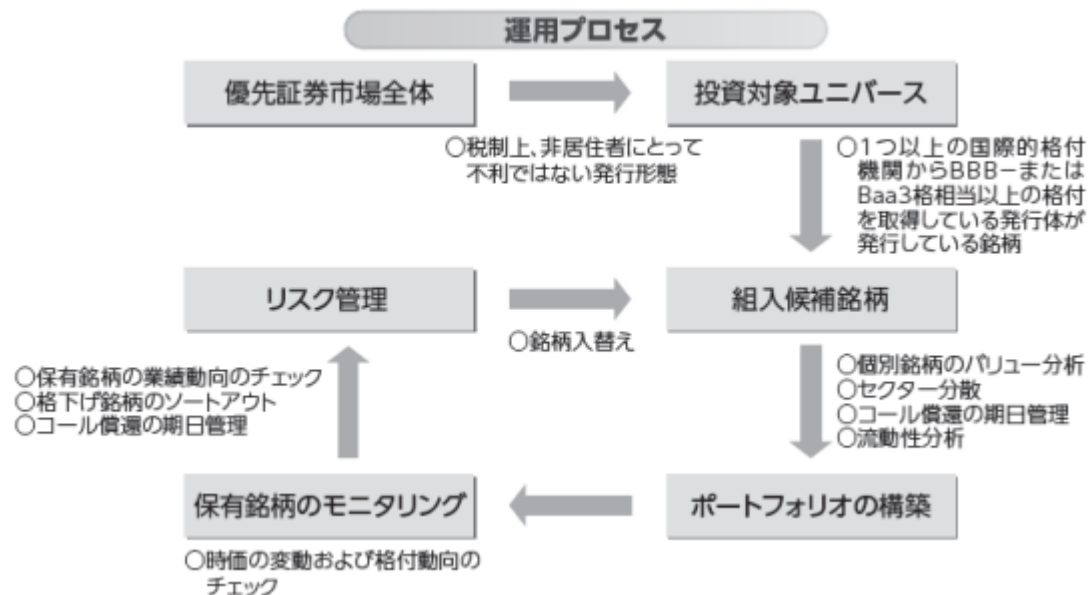 運用プロセス
優先証券市場全体
投資対象ユニバース
○税制上、非居住者にとって
不利ではない発行形態
○1つ以上の国際的格付
機関からBBB−または
Baa3格相当以上の格付
を取得している発行体が
発行している銘柄
リスク管理
組入候補銘柄
○銘柄入替え
○保有銘柄の業績動向のチェック
○格下げ銘柄のソートアウト
○コール償還の期日管理
○個別銘柄のバリュー分析
○セクター分散
○コール償還の期日管理
○流動性分析
保有銘柄のモニタリング
ポートフォリオの構築
○時価の変動および格付動向の
チェック